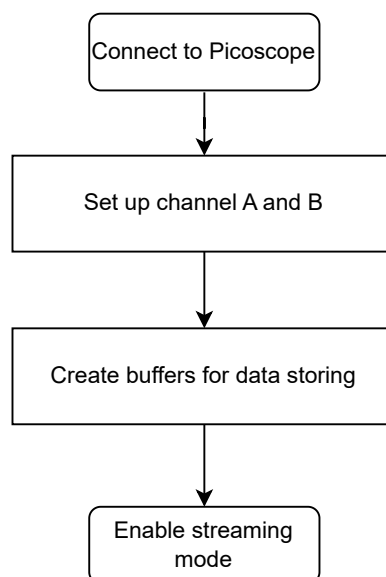 Connect to Picoscope
Set up channel A and B
Create buffers for data storing
Enable streaming
mode